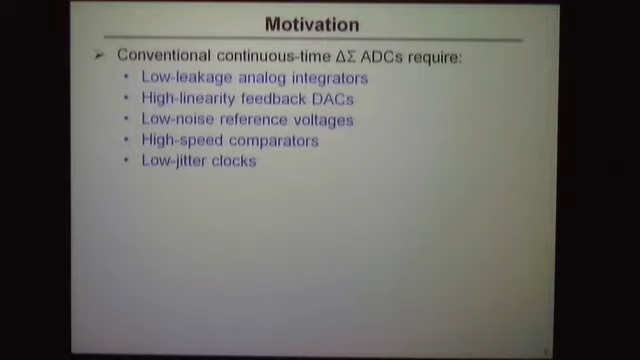 Motivation
➢ Conventional continuous-time ΔΣ ADCs require:
• Low-leakage analog integrators
• High-linearity feedback DACs
• Low-noise reference voltages
• High-speed comparators
• Low-jitter clocks